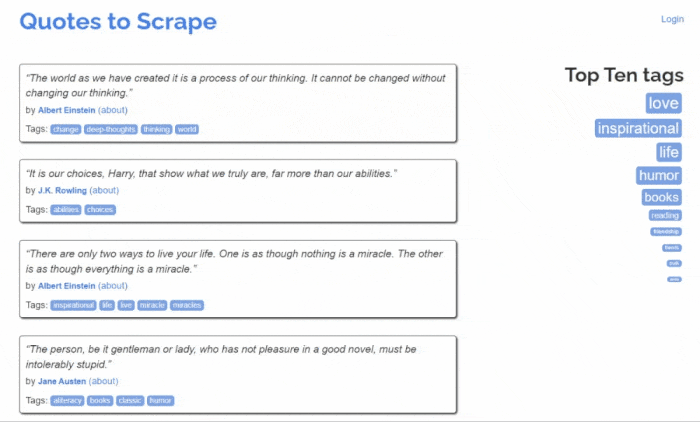 Quotes to Scrape
Login
“The world as we have created it is a process of our thinking. It cannot be changed without
changing our thinking.”
by Albert Einstein (about)
Tags: change deep-thoughts thinking world
“It is our choices, Harry, that show what we truly are, far more than our abilities.”
by J.K. Rowling (about)
Tags: abilities choices
“There are only two ways to live your life. One is as though nothing is a miracle. The other
is as though everything is a miracle.”
by Albert Einstein (about)
Tags: inspirational life live miracle miracles
“The person, be it gentleman or lady, who has not pleasure in a good novel, must be
intolerably stupid.”
by Jane Austen (about)
Tags: aliteracy books classic humor
Top Ten tags
love
inspirational
life
humor
books
reading
friendship